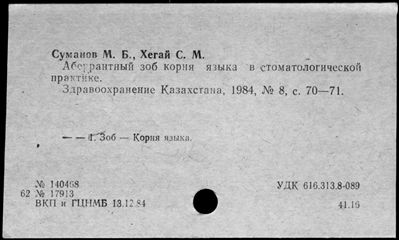 Суманов М. Б., Хегай С. М.
Аберрантный зоб корня языка в стоматологической
практике.
Здравоохранение Казахстана, 1984, № 8, с. 70—71.
— — 1. Зоб — Корня языка.
№ 140468 УДК 616.313.8-089
62 № 17913
ВКП и ГЦНМБ 13.12.84 41.16